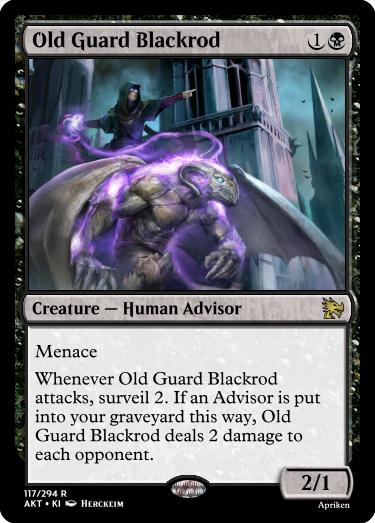 Old Guard Blackrod 1
Creature — Human Advisor
Menace
Whenever Old Guard Blackrod
attacks, surveil 2. If an Advisor is put
into your graveyard this way, Old
Guard Blackrod deals 2 damage to
each opponent.
2/1
117/294 R
AKT • KI Herckeim
Apriken